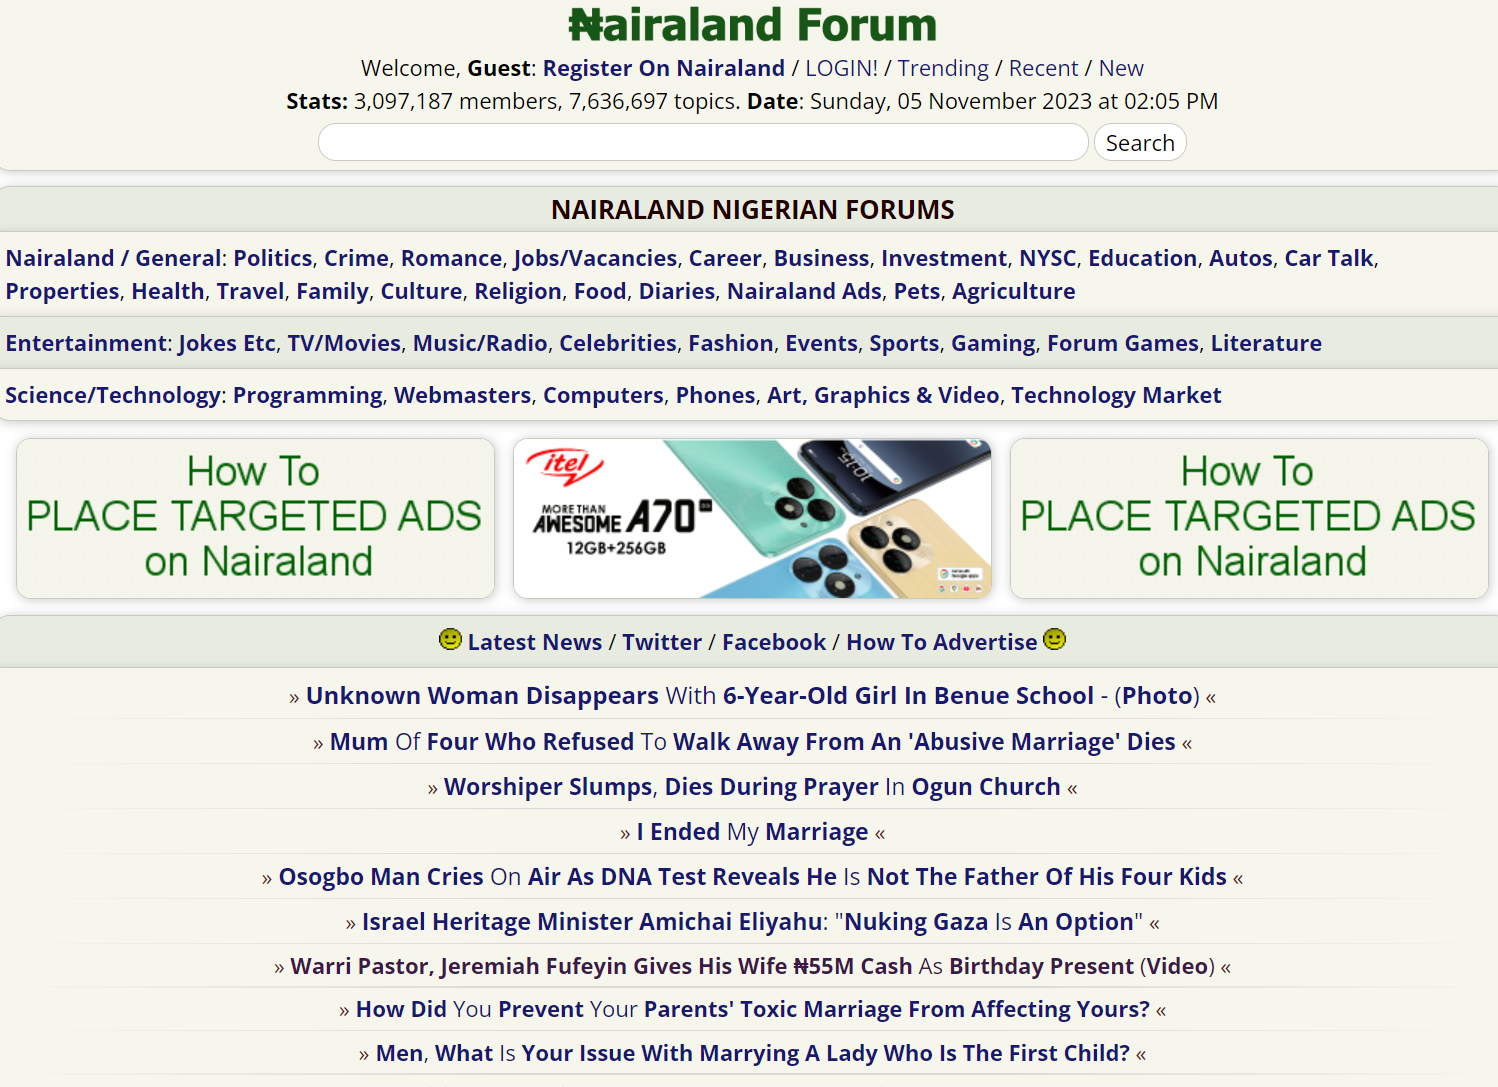 ₦airaland Forum
Welcome, Guest: Register On Nairaland / LOGIN! / Trending / Recent / New
Stats: 3,097,187 members, 7,636,697 topics. Date: Sunday, 05 November 2023 at 02:05 PM
Search
NAIRALAND NIGERIAN FORUMS
Nairaland / General: Politics, Crime, Romance, Jobs/Vacancies, Career, Business, Investment, NYSC, Education, Autos, Car Talk,
Properties, Health, Travel, Family, Culture, Religion, Food, Diaries, Nairaland Ads, Pets, Agriculture
Entertainment: Jokes Etc, TV/Movies, Music/Radio, Celebrities, Fashion, Events, Sports, Gaming, Forum Games, Literature
Science/Technology: Programming, Webmasters, Computers, Phones, Art, Graphics & Video, Technology Market
How To
PLACE TARGETED ADS
on Nairaland
itel
MORE THAN
AWESOME A70
12GB+256GB
10:15
How To
PLACE TARGETED ADS
on Nairaland
Latest News / Twitter / Facebook / How To Advertise
» Unknown Woman Disappears With 6-Year-Old Girl In Benue School - (Photo) «
» Mum Of Four Who Refused To Walk Away From An 'Abusive Marriage' Dies «
» Worshiper Slumps, Dies During Prayer In Ogun Church «
» I Ended My Marriage «
» Osogbo Man Cries On Air As DNA Test Reveals He Is Not The Father Of His Four Kids «
» Israel Heritage Minister Amichai Eliyahu: "Nuking Gaza Is An Option" «
» Warri Pastor, Jeremiah Fufeyin Gives His Wife ₦55M Cash As Birthday Present (Video) «
» How Did You Prevent Your Parents' Toxic Marriage From Affecting Yours? «
» Men, What Is Your Issue With Marrying A Lady Who Is The First Child? «